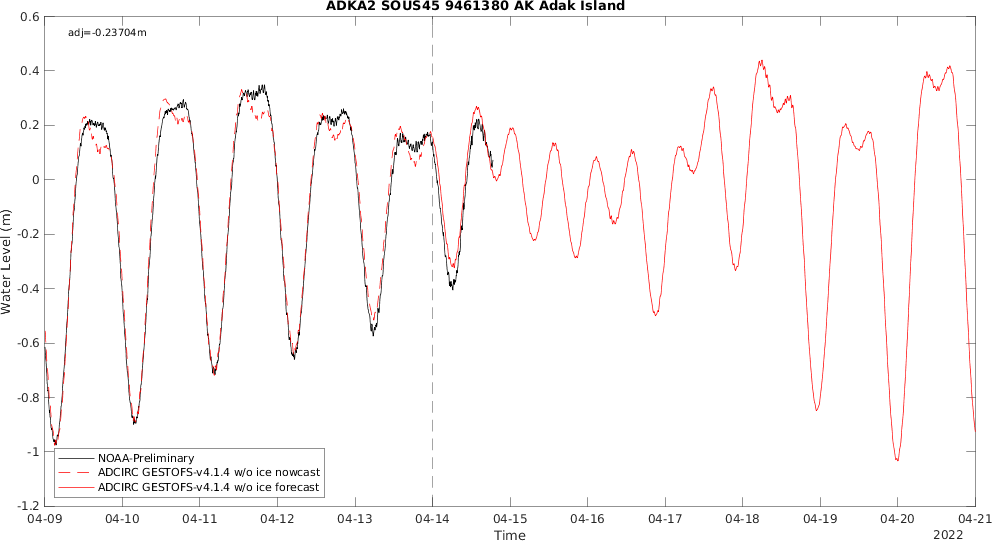 ADKA2 SOUS45 9461380 AK Adak Island
adj=-0.23704m
0.6
0.4
0.2
0
-0.2
-0.4
-0.6
-0.8
-1
-1.2
Water Level (m)
NOAA-Preliminary
ADCIRC GESTOFS-v4.1.4 w/o ice nowcast
ADCIRC GESTOFS-v4.1.4 w/o ice forecast
04-09 04-10 04-11 04-12 04-13 04-14 04-15 04-16 04-17 04-18 04-19 04-20 04-21
Time
2022